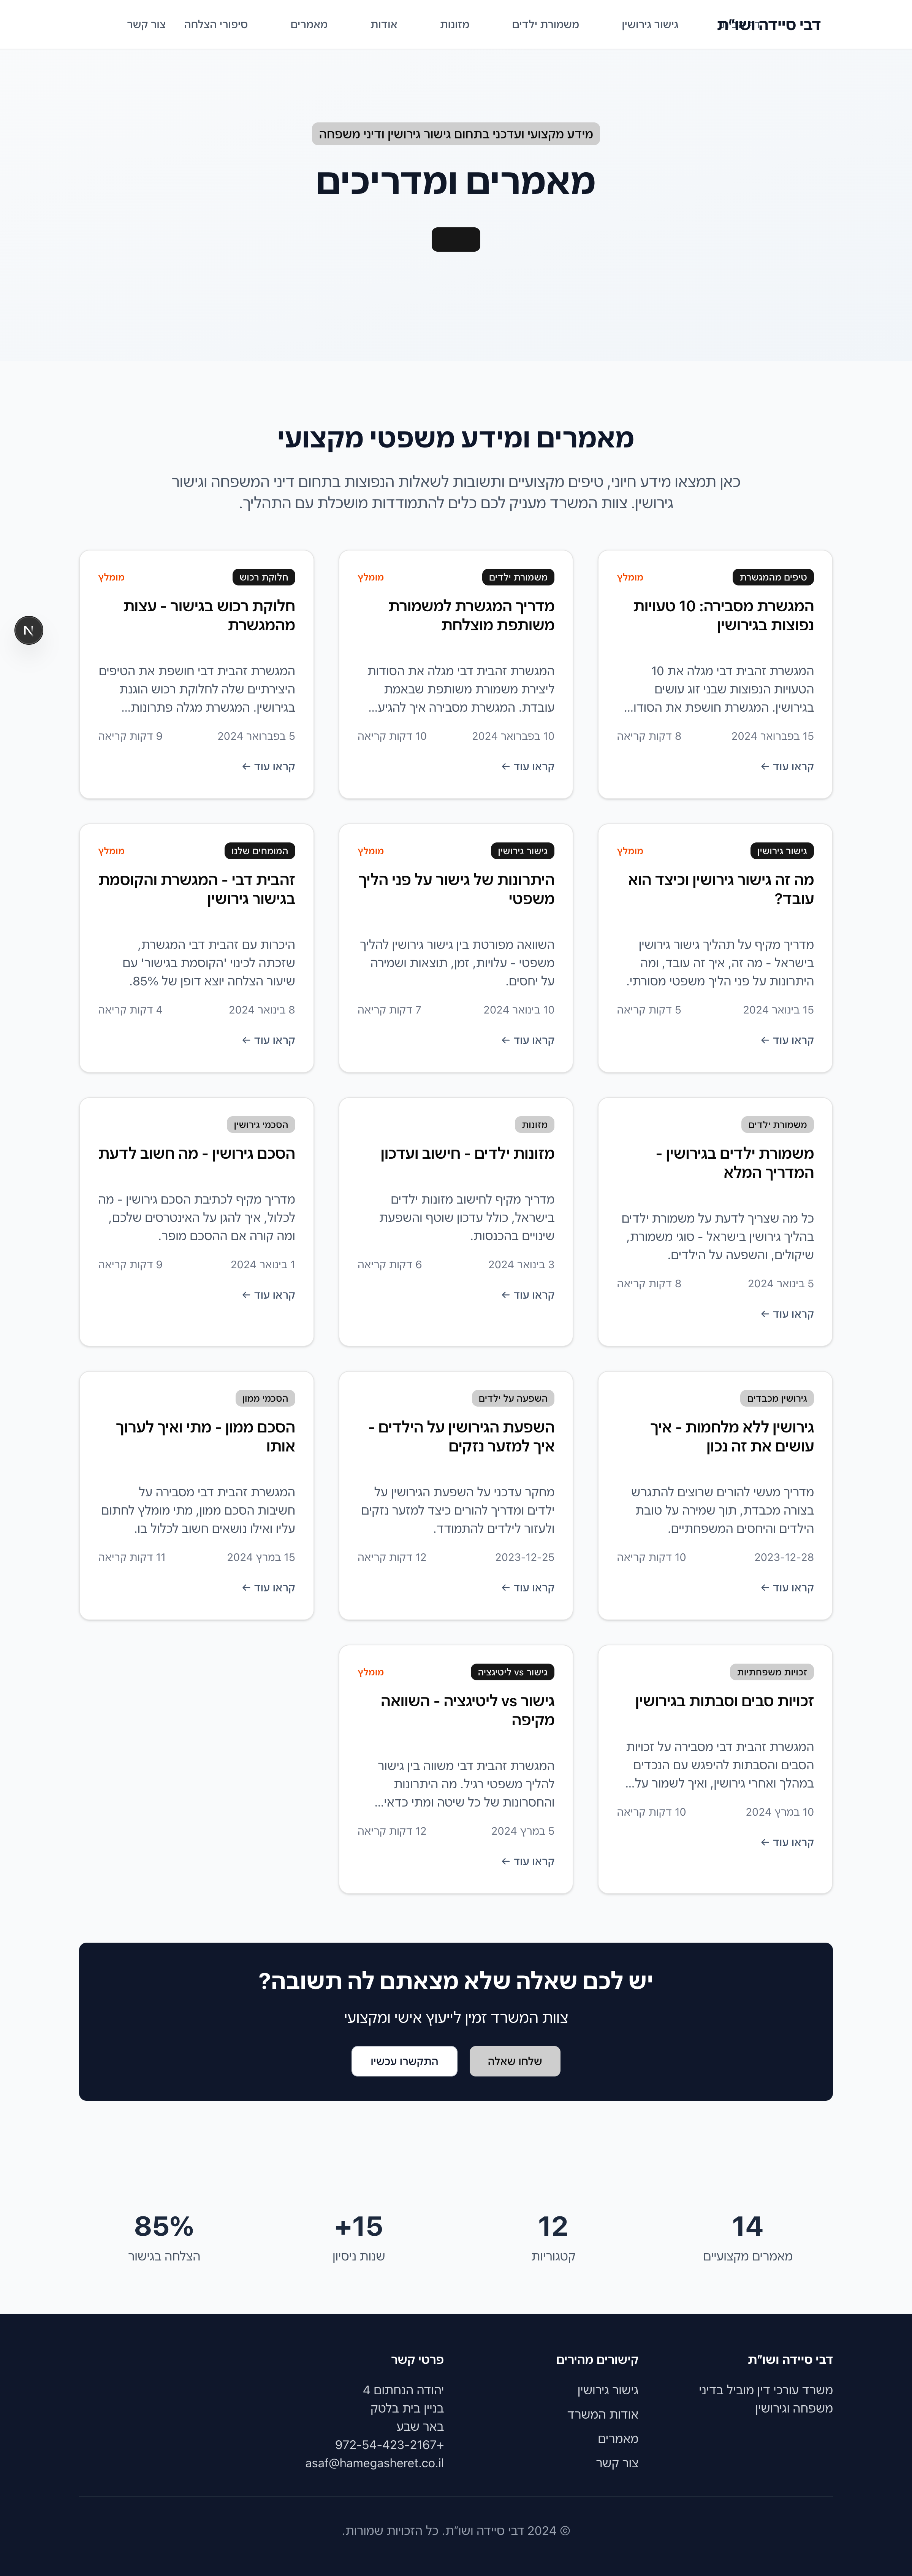 דבי סיידה ושו"ת
גישור גירושין
משמורת ילדים
מזונות
אודות
מאמרים
סיפורי הצלחה
צור קשר
מידע מקצועי ועדכני בתחום גישור גירושין ודיני משפחה
מאמרים ומדריכים
מאמרים ומידע משפטי מקצועי
כאן תמצאו מידע חיוני, טיפים מקצועיים ותשובות לשאלות הנפוצות בתחום דיני המשפחה וגישור
גירושין. צוות המשרד מעניק לכם כלים להתמודדות מושכלת עם התהליך.
טיפים מהמגשרת
מומלץ
המגשרת מסבירה: 10 טעויות
נפוצות בגירושין
המגשרת זהבית דבי מגלה את 10
הטעויות הנפוצות שבני זוג עושים
בגירושין. המגשרת חושפת את הסודו...
15 בפברואר 2024
8 דקות קריאה
קראו עוד ←
משמורת ילדים
מומלץ
מדריך המגשרת למשמורת
משותפת מוצלחת
המגשרת זהבית דבי מגלה את הסודות
ליצירת משמורת משותפת שבאמת
עובדת. המגשרת מסבירה איך להגיע...
10 בפברואר 2024
10 דקות קריאה
קראו עוד ←
חלוקת רכוש
מומלץ
חלוקת רכוש בגישור - עצות
מהמגשרת
המגשרת זהבית דבי חושפת את הטיפים
היצירתיים שלה לחלוקת רכוש הוגנת
בגירושין. המגשרת מגלה פתרונות...
5 בפברואר 2024
9 דקות קריאה
קראו עוד ←
גישור גירושין
מומלץ
מה זה גישור גירושין וכיצד הוא
עובד?
מדריך מקיף על תהליך גישור גירושין
בישראל - מה זה, איך זה עובד, ומה
היתרונות על פני הליך משפטי מסורתי.
15 בינואר 2024
5 דקות קריאה
קראו עוד ←
גישור גירושין
מומלץ
היתרונות של גישור על פני הליך
משפטי
השוואה מפורטת בין גישור גירושין להליך
משפטי - עלויות, זמן, תוצאות ושמירה
על יחסים.
10 בינואר 2024
7 דקות קריאה
קראו עוד ←
המומחים שלנו
מומלץ
זהבית דבי - המגשרת והקוסמת
בגישור גירושין
היכרות עם זהבית דבי המגשרת,
שזכתה לכינוי 'הקוסמת בגישור' עם
שיעור הצלחה יוצא דופן של 85%.
8 בינואר 2024
4 דקות קריאה
קראו עוד ←
משמורת ילדים
משמורת ילדים בגירושין -
המדריך המלא
כל מה שצריך לדעת על משמורת ילדים
בהליך גירושין בישראל - סוגי משמורת,
שיקולים, והשפעה על הילדים.
5 בינואר 2024
8 דקות קריאה
קראו עוד ←
מזונות
מזונות ילדים - חישוב ועדכון
מדריך מקיף לחישוב מזונות ילדים
בישראל, כולל עדכון שוטף והשפעת
שינויים בהכנסות.
3 בינואר 2024
6 דקות קריאה
קראו עוד ←
הסכמי גירושין
הסכם גירושין - מה חשוב לדעת
מדריך מקיף לכתיבת הסכם גירושין - מה
לכלול, איך להגן על האינטרסים שלכם,
ומה קורה אם ההסכם מופר.
1 בינואר 2024
9 דקות קריאה
קראו עוד ←
גירושין מכבדים
גירושין ללא מלחמות - איך
עושים את זה נכון
מדריך מעשי להורים שרוצים להתגרש
בצורה מכבדת, תוך שמירה על טובת
הילדים והיחסים המשפחתיים.
2023-12-28
10 דקות קריאה
קראו עוד ←
השפעה על ילדים
השפעת הגירושין על הילדים -
איך למזער נזקים
מחקר עדכני על השפעת הגירושין על
ילדים ומדריך להורים כיצד למזער נזקים
ולעזור לילדים להתמודד.
2023-12-25
12 דקות קריאה
קראו עוד ←
הסכמי ממון
הסכם ממון - מתי ואיך לערוך
אותו
המגשרת זהבית דבי מסבירה על
חשיבות הסכם ממון, מתי מומלץ לחתום
עליו ואילו נושאים חשוב לכלול בו.
15 במרץ 2024
11 דקות קריאה
קראו עוד ←
זכויות משפחתיות
זכויות סבים וסבתות בגירושין
המגשרת זהבית דבי מסבירה על זכויות
הסבים והסבתות להיפגש עם הנכדים
במהלך ואחרי גירושין, ואיך לשמור על...
10 במרץ 2024
10 דקות קריאה
קראו עוד ←
גישור vs ליטיגציה
מומלץ
גישור vs ליטיגציה - השוואה
מקיפה
המגשרת זהבית דבי משווה בין גישור
להליך משפטי רגיל. מה היתרונות
והחסרונות של כל שיטה ומתי כדאי...
5 במרץ 2024
12 דקות קריאה
קראו עוד ←
יש לכם שאלה שלא מצאתם לה תשובה?
צוות המשרד זמין לייעוץ אישי ומקצועי
שלחו שאלה
התקשרו עכשיו
14
מאמרים מקצועיים
12
קטגוריות
15+
שנות ניסיון
85%
הצלחה בגישור
דבי סיידה ושו"ת
משרד עורכי דין מוביל בדיני
משפחה וגירושין
קישורים מהירים
גישור גירושין
אודות המשרד
מאמרים
צור קשר
פרטי קשר
יהודה הנחתום 4
בניין בית בלטק
באר שבע
972-54-423-2167+
asaf@hamegasheret.co.il
© 2024 דבי סיידה ושו"ת. כל הזכויות שמורות.